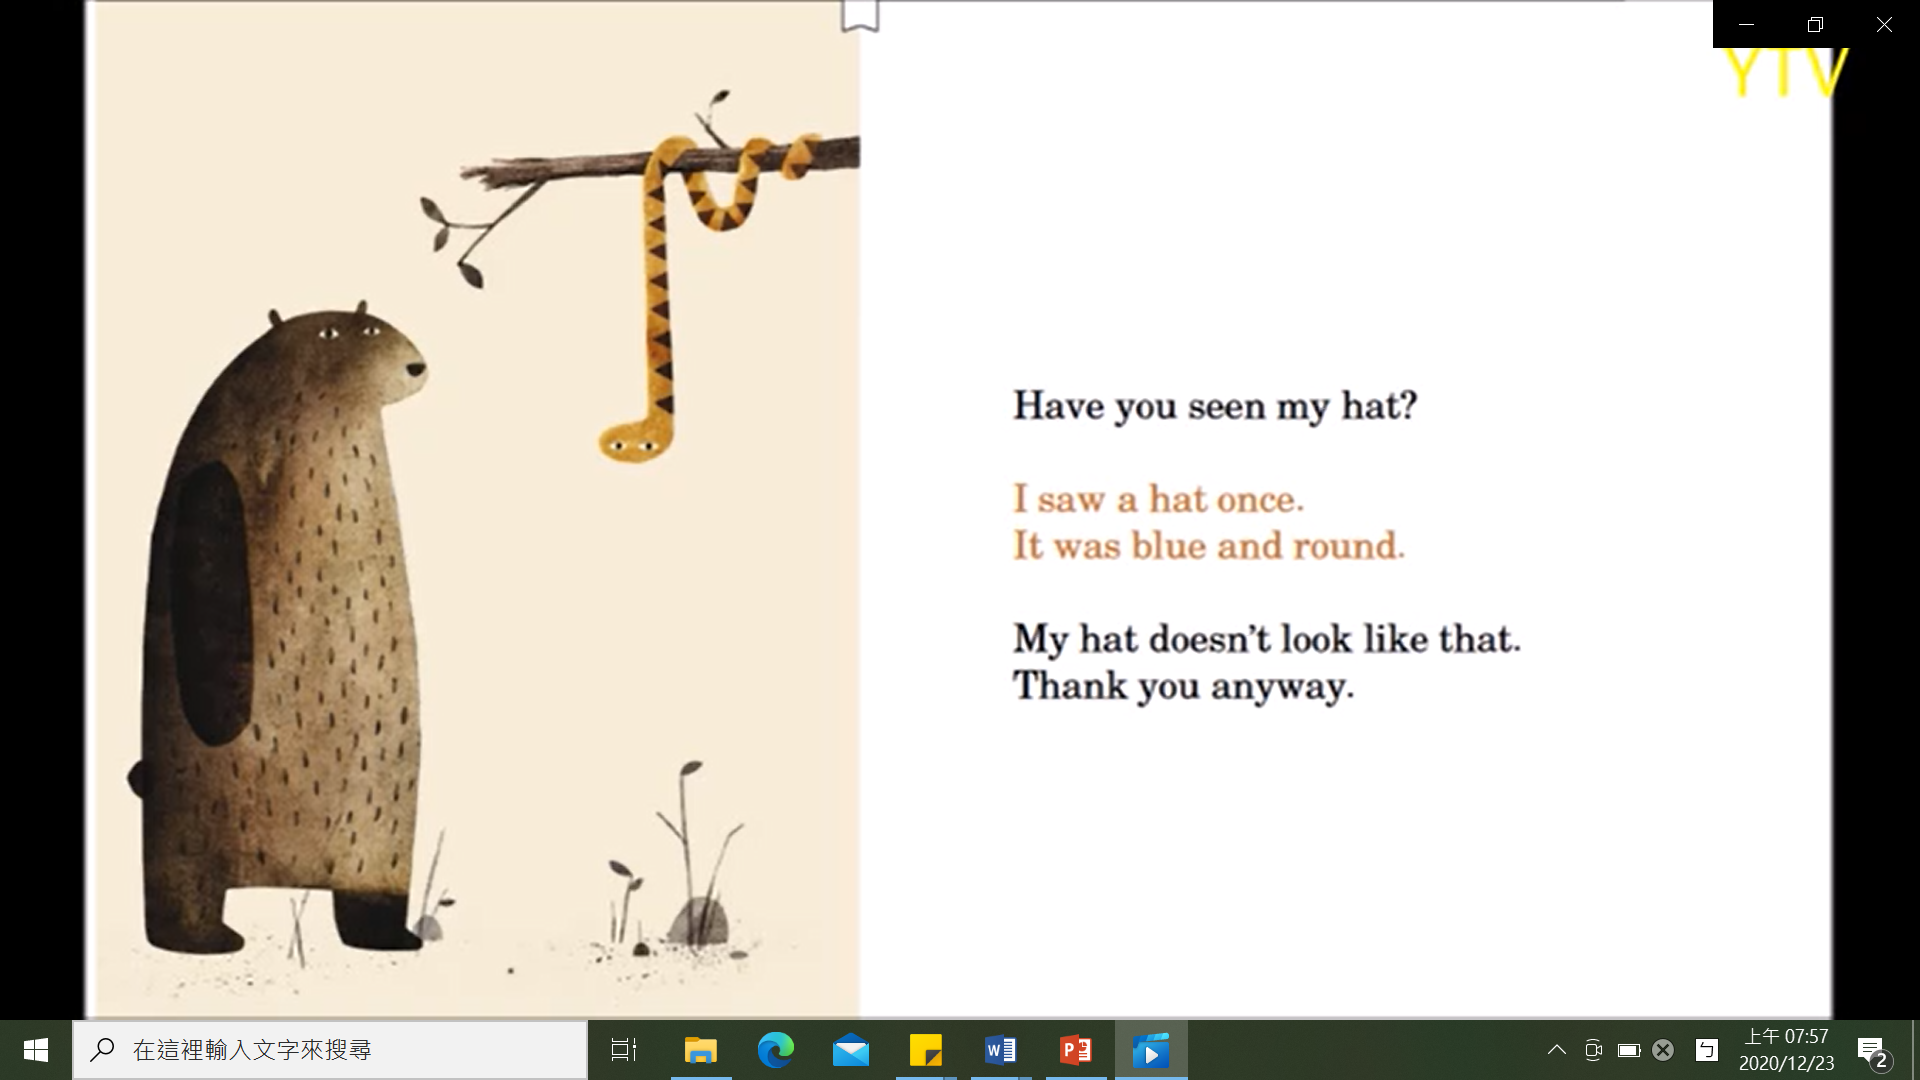 YTV
Have you seen my hat?
I saw a hat once.
It was blue and round.
My hat doesn't look like that.
Thank you anyway.
在這裡輸入文字來搜尋
W
P
ㄅ
上午 07:57
2020/12/23
2